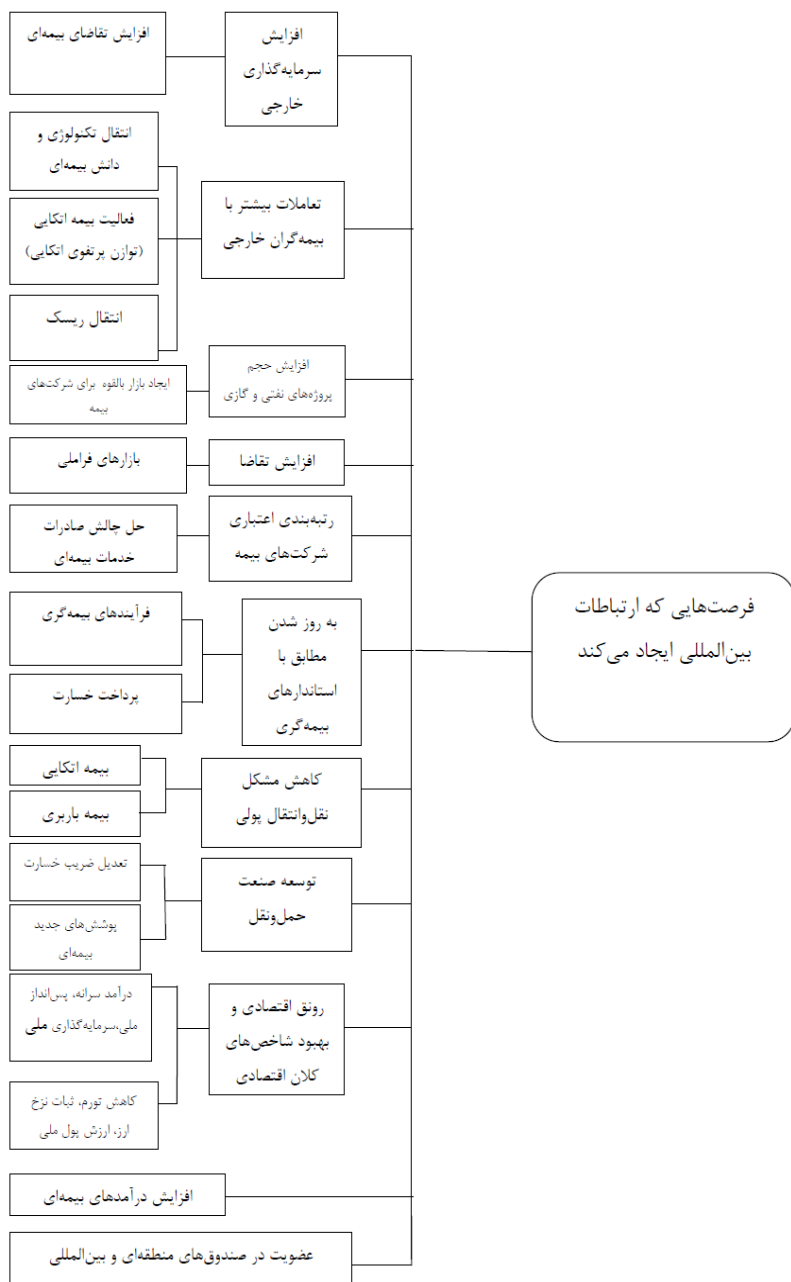 فرصت‌هایی که ارتباطات
بین‌المللی ایجاد می‌کند
افزایش
سرمایه‌گذاری
خارجی
افزایش تقاضای بیمه‌ای
تعاملات بیشتر با
بیمه‌گران خارجی
انتقال تکنولوژی و
دانش بیمه‌ای
فعالیت بیمه اتکایی
(توازن پرتفوی اتکایی)
انتقال ریسک
افزایش حجم
پروژه‌های نفتی و گازی
ایجاد بازار بالقوه برای شرکت‌های
بیمه
افزایش تقاضا
بازارهای فراملی
رتبه‌بندی اعتباری
شرکت‌های بیمه
حل چالش صادرات
خدمات بیمه‌ای
به روز شدن
مطابق با
استاندارهای
بیمه‌گری
فرآیندهای بیمه‌گری
پرداخت خسارت
کاهش مشکل
نقل‌وانتقال پولی
بیمه اتکایی
بیمه باربری
توسعه صنعت
حمل‌ونقل
تعدیل ضریب خسارت
پوشش‌های جدید
بیمه‌ای
رونق اقتصادی و
بهبود شاخص‌های
کلان اقتصادی
درآمد سرانه، پس‌انداز
ملی،سرمایه‌گذاری ملی
کاهش تورم، ثبات نرخ
ارز، ارزش پول ملی
افزایش درآمدهای بیمه‌ای
عضویت در صندوق‌های منطقه‌ای و بین‌المللی